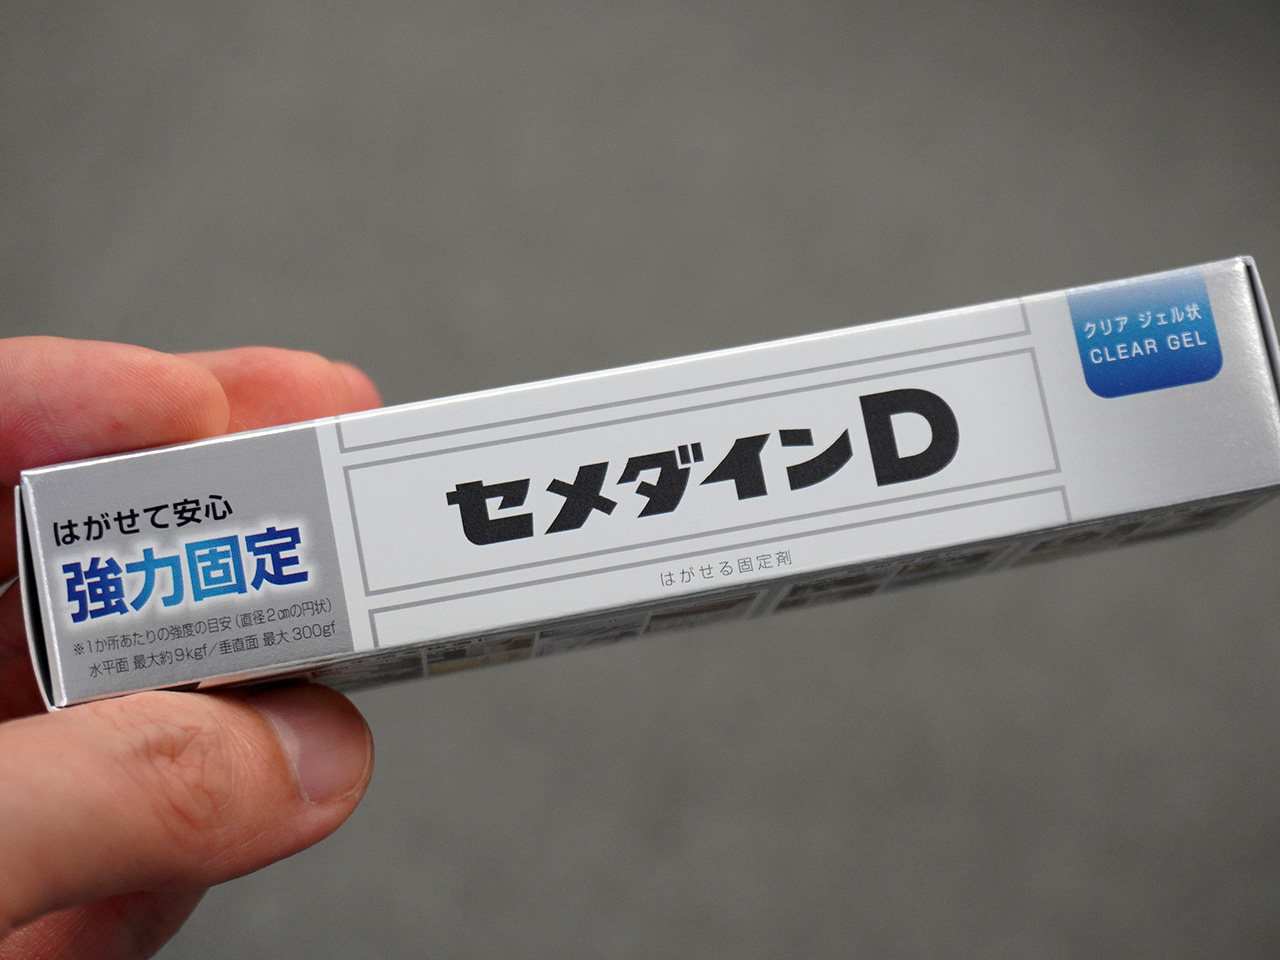 はがせて安心
強力固定
※1か所あたりの強度の目安(直径2cmの円状)
水平面 最大約9kgf/垂直面 最大300gf
セメダインD
はがせる固定剤
クリア ジェル状
CLEAR GEL